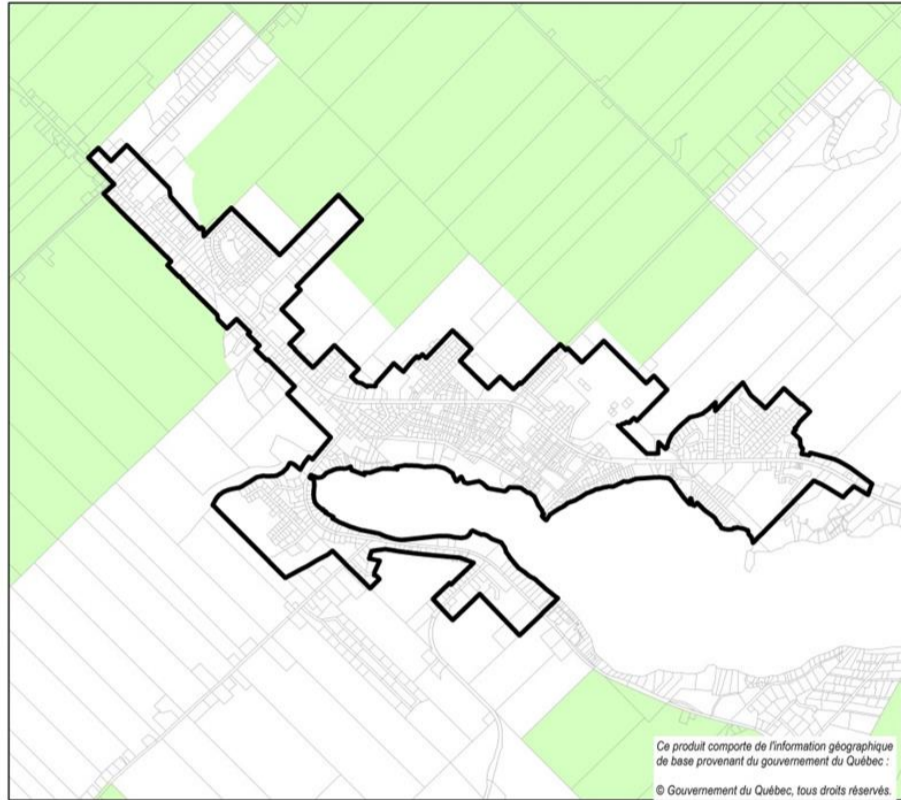 Ce produit comporte de l'information géographique
de base provenant du gouvernement du Québec :
© Gouvernement du Québec, tous droits réservés.